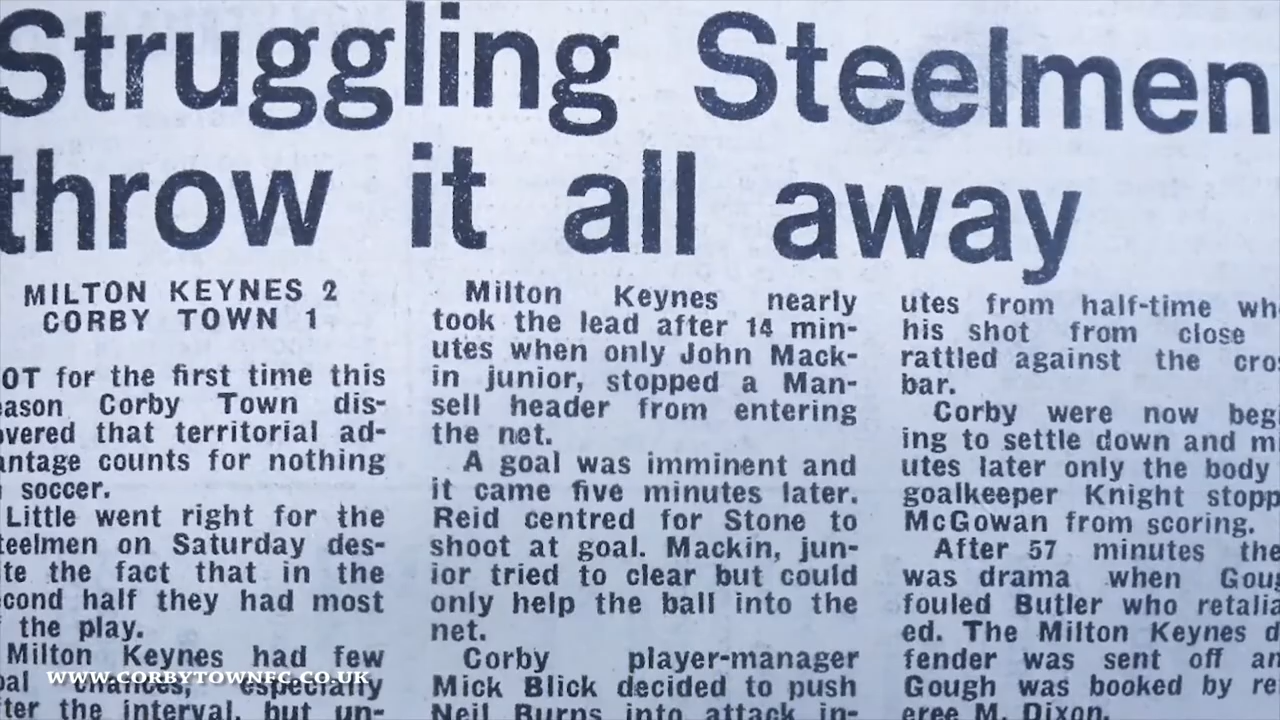 Struggling Steelmen
throw it all away
MILTON KEYNES 2
CORBY TOWN 1
OT for the first time this
eason Corby Town dis-
overed that territorial ad-
antage counts for nothing
soccer.
Little went right for the
teelmen on Saturday des-
ite the fact that in the
cond half they had most
the play.
Milton Keynes had few
oal chances, especially
fter the interval, but un-
Milton Keynes nearly
took the lead after 14 min-
utes when only John Mack-
in junior, stopped a Man-
sell header from entering
the net.
A goal was imminent and
it came five minutes later.
Reid centred for Stone to
shoot at goal. Mackin, jun-
ior tried to clear but could
only help the ball into the
net.
Corby player-manager
Mick Blick decided to push
Neil Burns into attack in-
utes from half-time wh
his shot from close
rattled against the cros
bar.
Corby were now begi
ing to settle down and mi
utes later only the body
goalkeeper Knight stopp
McGowan from scoring.
After 57 minutes the
was drama when Goug
fouled Butler who retalia
ed. The Milton Keynes d
fender was sent off an
Gough was booked by re
eree M. Dixon.
WWW.CORBYTOWNFC.CO.UK